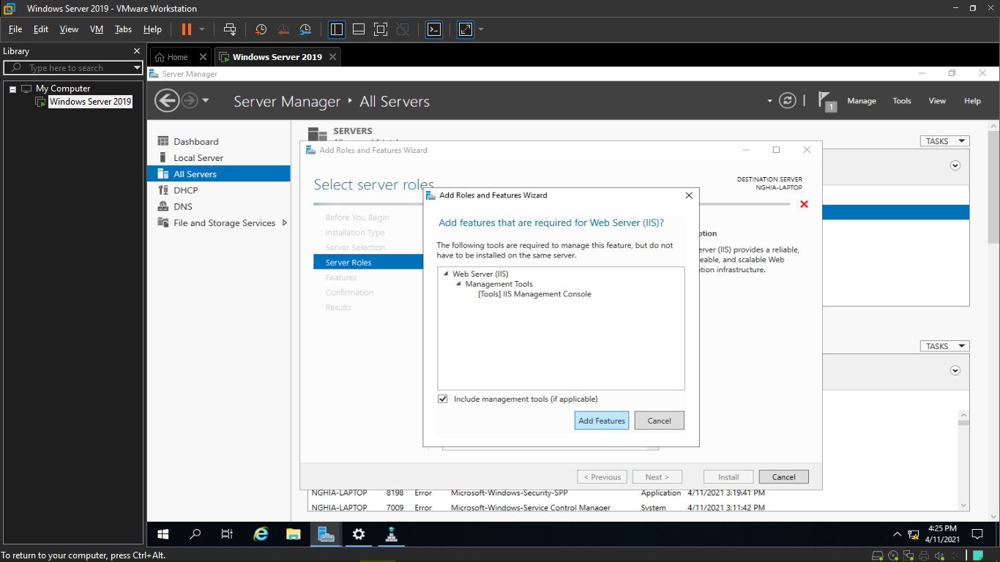 Windows Server 2019 - VMware Workstation
File Edit View VM Tabs Help
Library
Type here to search
My Computer
Windows Server 2019
Home
Windows Server 2019
Server Manager
Server Manager • All Servers
1
Manage Tools View Help
Dashboard
Local Server
All Servers
DHCP
DNS
File and Storage Services
SERVERS
TASKS
Add Roles and Features Wizard
Select server roles
DESTINATION SERVER
NGHIA-LAPTOP
Before You Begin
Installation Type
Server Selection
Server Roles
Features
Confirmation
Results
Add Roles and Features Wizard
Add features that are required for Web Server (IIS)?
The following tools are required to manage this feature, but do not
have to be installed on the same server.
Web Server (IIS)
Management Tools
[Tools] IIS Management Console
Include management tools (if applicable)
Add Features Cancel
ption
erver (IIS) provides a reliable,
eable, and scalable Web
tion infrastructure.
TASKS
< Previous Next > Install Cancel
NGHIA-LAPTOP 8198 Error Microsoft-Windows-Security-SPP Application 4/11/2021 3:19:41 PM
NGHIA-LAPTOP 7009 Error Microsoft-Windows-Service Control Manager System 4/11/2021 3:11:42 PM
4:25 PM
4/11/2021
To return to your computer, press Ctrl+Alt.